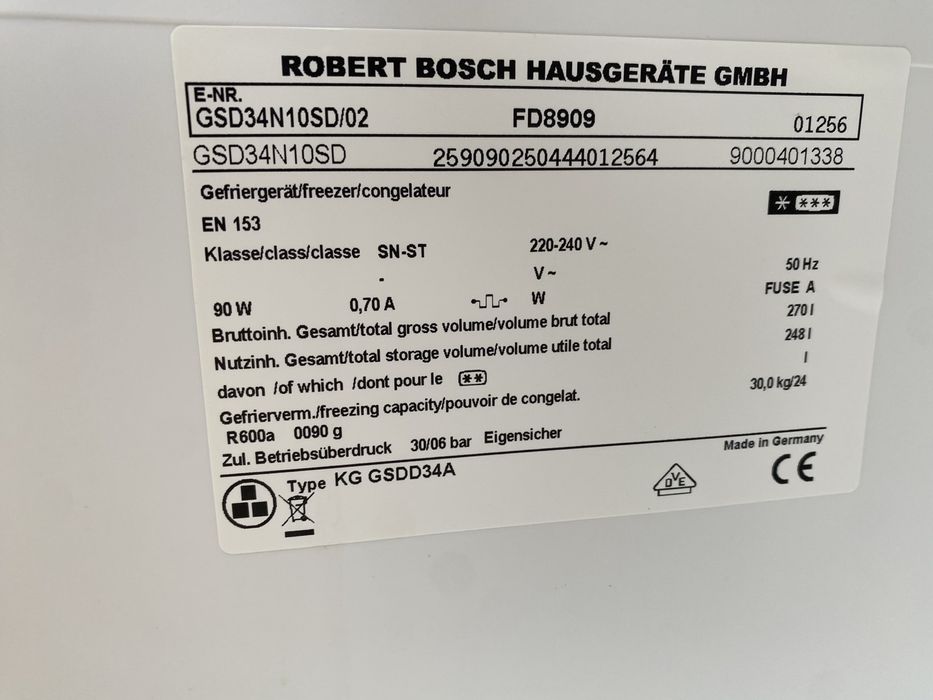 ROBERT BOSCH HAUSGERÄTE GMBH
E-NR.
GSD34N10SD/02 FD8909 01256
GSD34N10SD 259090250444012564 9000401338
Gefriergerät/freezer/congelateur * ***
EN 153
Klasse/class/classe SN-ST 220-240 V ~ 50 Hz
- V ~ FUSE A
90 W 0,70 A W
Bruttoinh. Gesamt/total gross volume/volume brut total 270 l
Nutzinh. Gesamt/total storage volume/volume utile total 248 l
davon /of which /dont pour le ** l
Gefrierverm./freezing capacity/pouvoir de congelat. 30,0 kg/24
R600a 0090 g
Zul. Betriebsüberdruck 30/06 bar Eigensicher
Made in Germany
Type KG GSDD34A
DVE CE